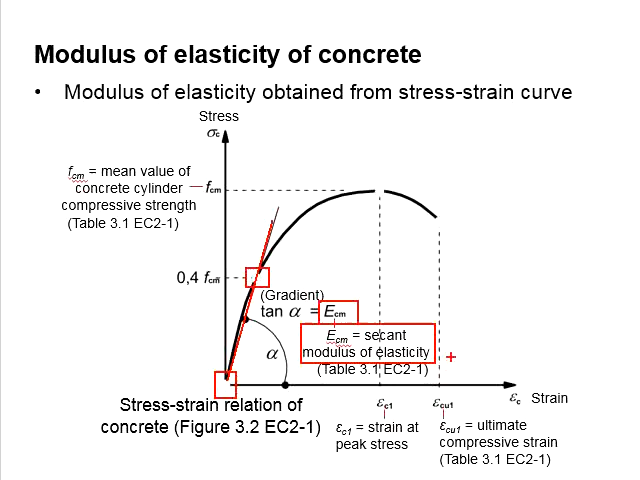 Modulus of elasticity of concrete
• Modulus of elasticity obtained from stress-strain curve
Stress
σc
fcm = mean value of
concrete cylinder
compressive strength
(Table 3.1 EC2-1)
fcm
0,4 fcm
(Gradient)
tan α = Ecm
Ecm = secant
modulus of elasticity
(Table 3.1 EC2-1)
α
εc Strain
εc1
εcu1
Stress-strain relation of
concrete (Figure 3.2 EC2-1)
εc1 = strain at
peak stress
εcu1 = ultimate
compressive strain
(Table 3.1 EC2-1)